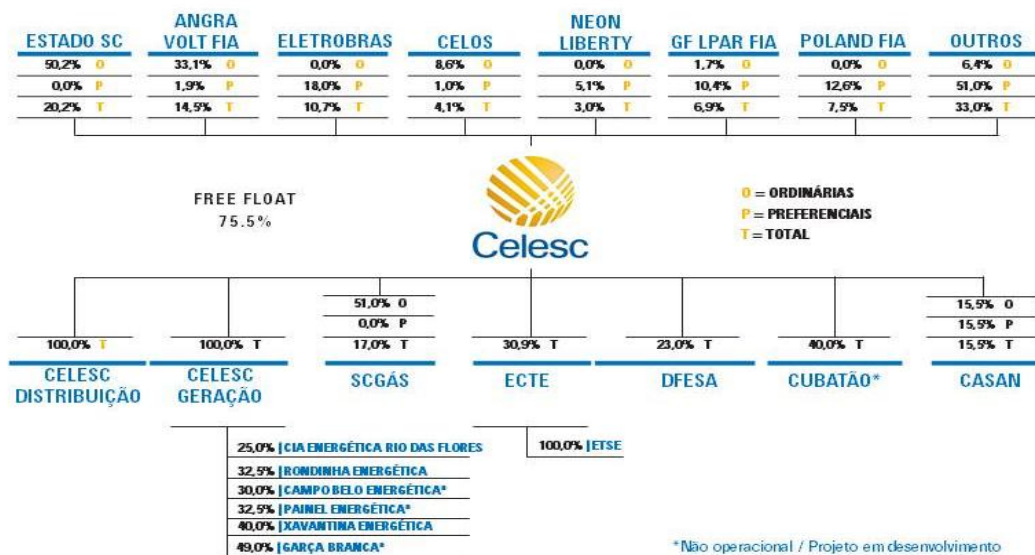 ESTADO SC
50,2% O
0,0% P
20,2% T
ANGRA
VOLT FIA
33,1% O
1,9% P
14,5% T
ELETROBRAS
0,0% O
18,0% P
10,7% T
CELOS
8,6% O
1,0% P
4,1% T
NEON
LIBERTY
0,0% O
5,1% P
3,0% T
GF LPAR FIA
1,7% O
10,4% P
6,9% T
POLAND FIA
0,0% O
12,6% P
7,5% T
OUTROS
6,4% O
51,0% P
33,0% T
FREE FLOAT
75.5%
Celesc
O = ORDINÁRIAS
P = PREFERENCIAIS
T = TOTAL
100,0% T
CELESC
DISTRIBUIÇÃO
100,0% T
CELESC
GERAÇÃO
51,0% O
0,0% P
17,0% T
SCGÁS
30,9% T
ECTE
23,0% T
DFESA
40,0% T
CUBATÃO*
15,5% O
15,5% P
15,5% T
CASAN
25,0% | CIA ENERGÉTICA RIO DAS FLORES
32,5% | RONDINHA ENERGÉTICA
30,0% | CAMPO BELO ENERGÉTICA*
32,5% | PAINEL ENERGÉTICA*
40,0% | XAVANTINA ENERGÉTICA
49,0% | GARÇA BRANCA*
100,0% | ETSE
*Não operacional / Projeto em desenvolvimento